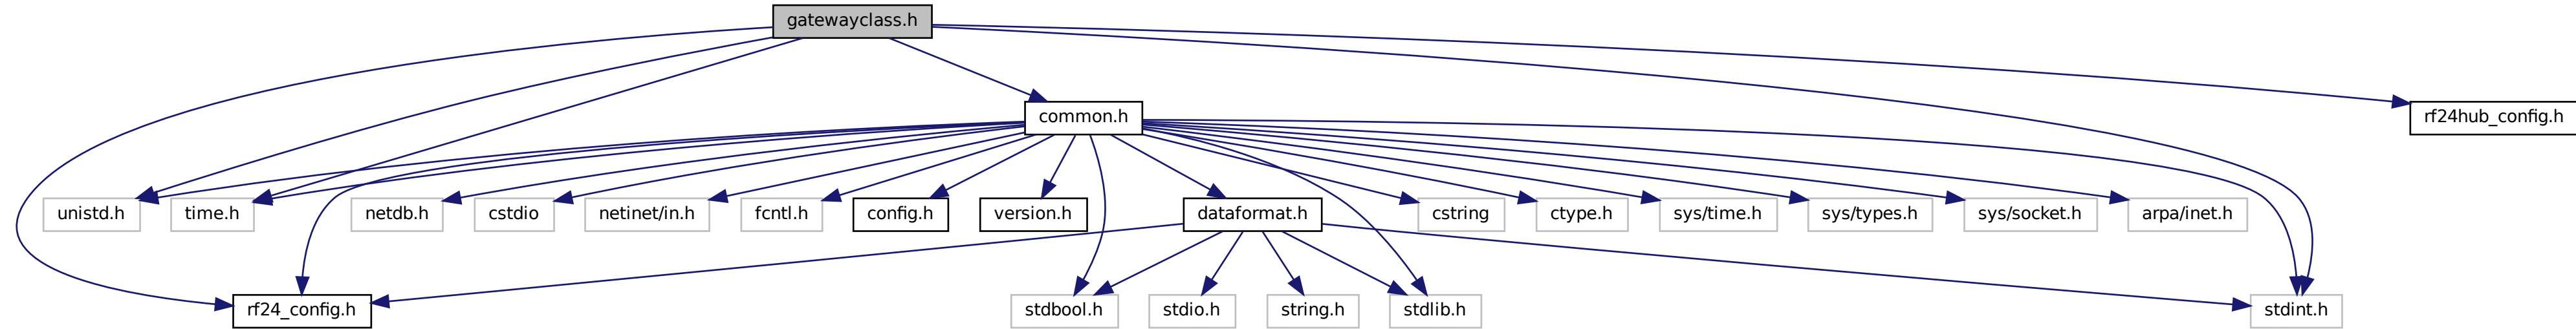 gatewayclass.h
common.h
rf24hub_config.h
unistd.h
time.h
netdb.h
cstdio
netinet/in.h
fcntl.h
config.h
version.h
dataformat.h
cstring
ctype.h
sys/time.h
sys/types.h
sys/socket.h
arpa/inet.h
rf24_config.h
stdbool.h
stdio.h
string.h
stdlib.h
stdint.h